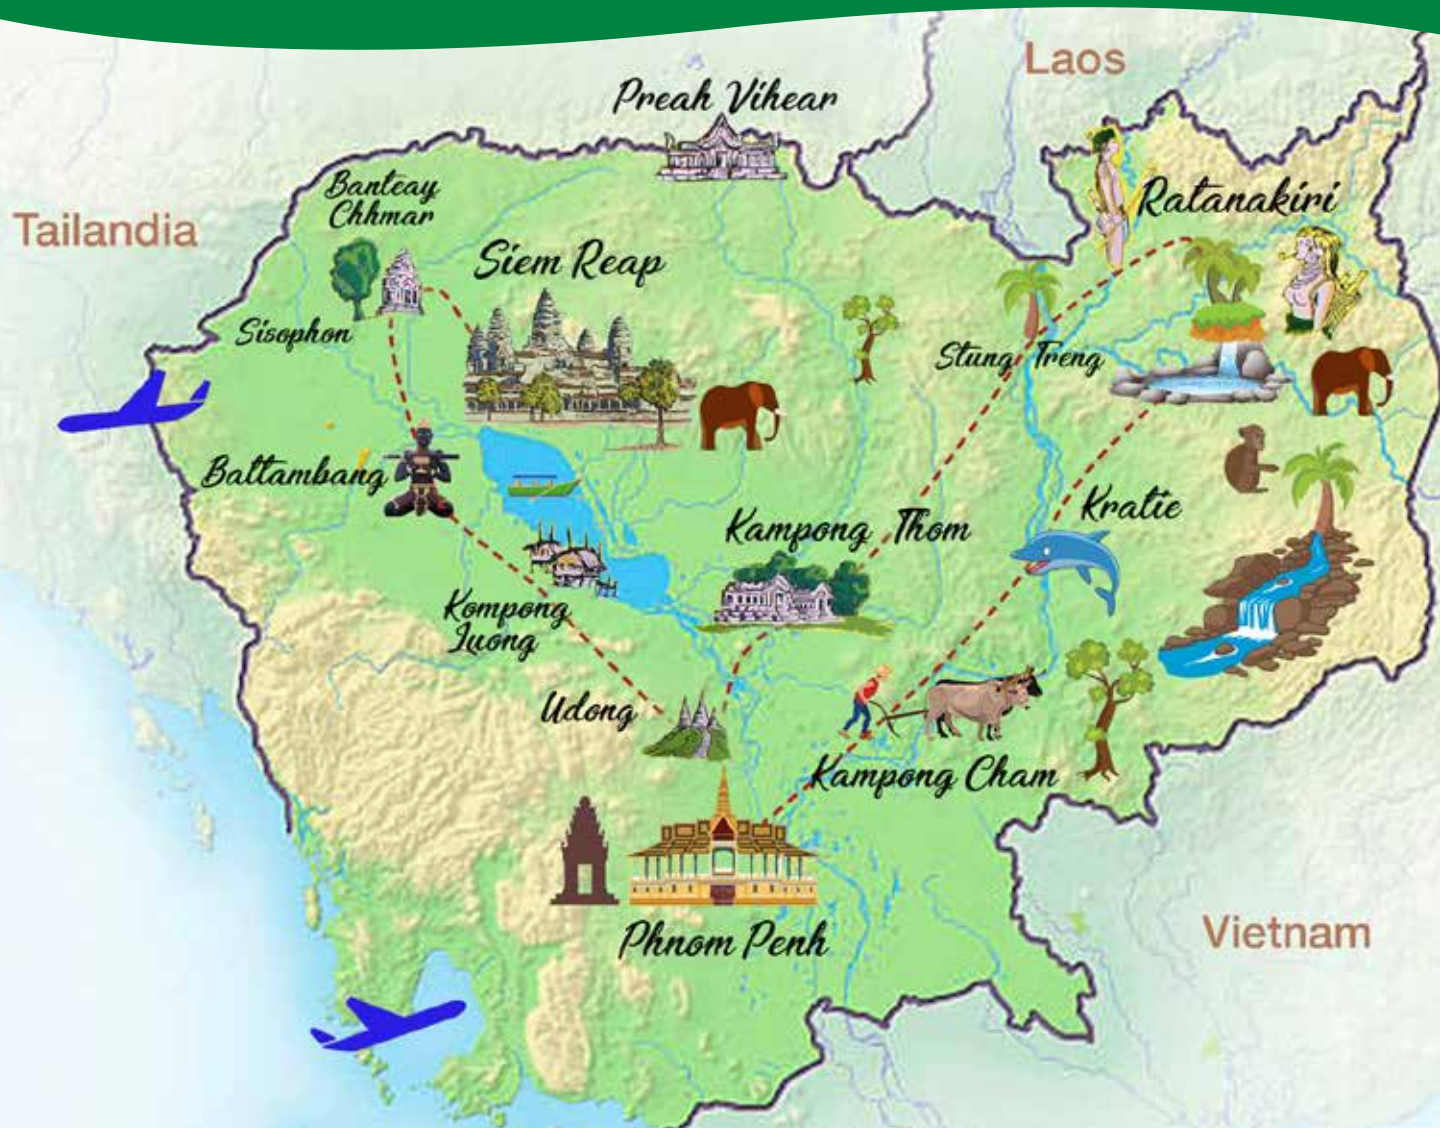 Laos
Preah Vihear
Banteay
Chhmar
Ratanakiri
Tailandia
Siem Reap
Sisophon
Stung Treng
Battambang
Kratie
Kampong Thom
Kompong
Luong
Udong
Kampong Cham
Phnom Penh
Vietnam